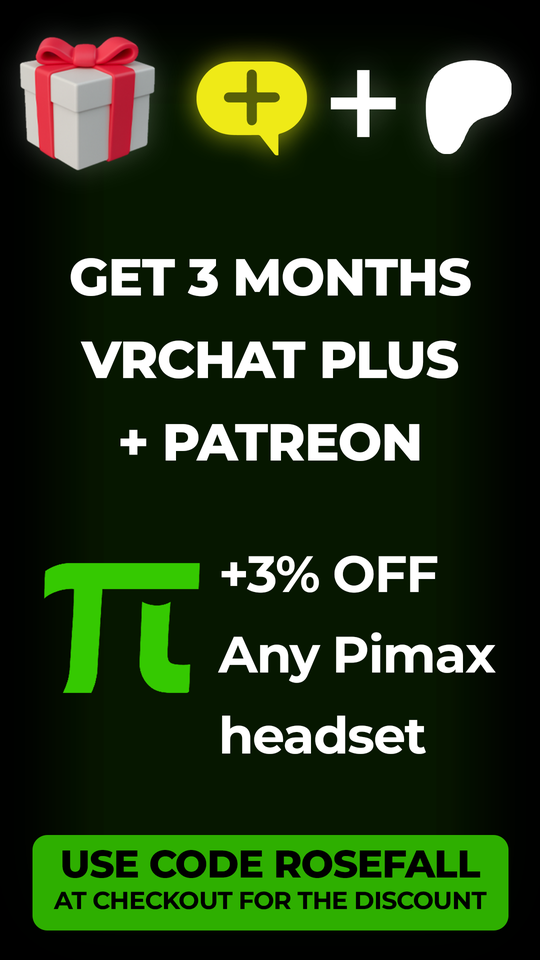 GET 3 MONTHS
VRCHAT PLUS
+ PATREON
+3% OFF
Any Pimax
headset
USE CODE ROSEFALL
AT CHECKOUT FOR THE DISCOUNT